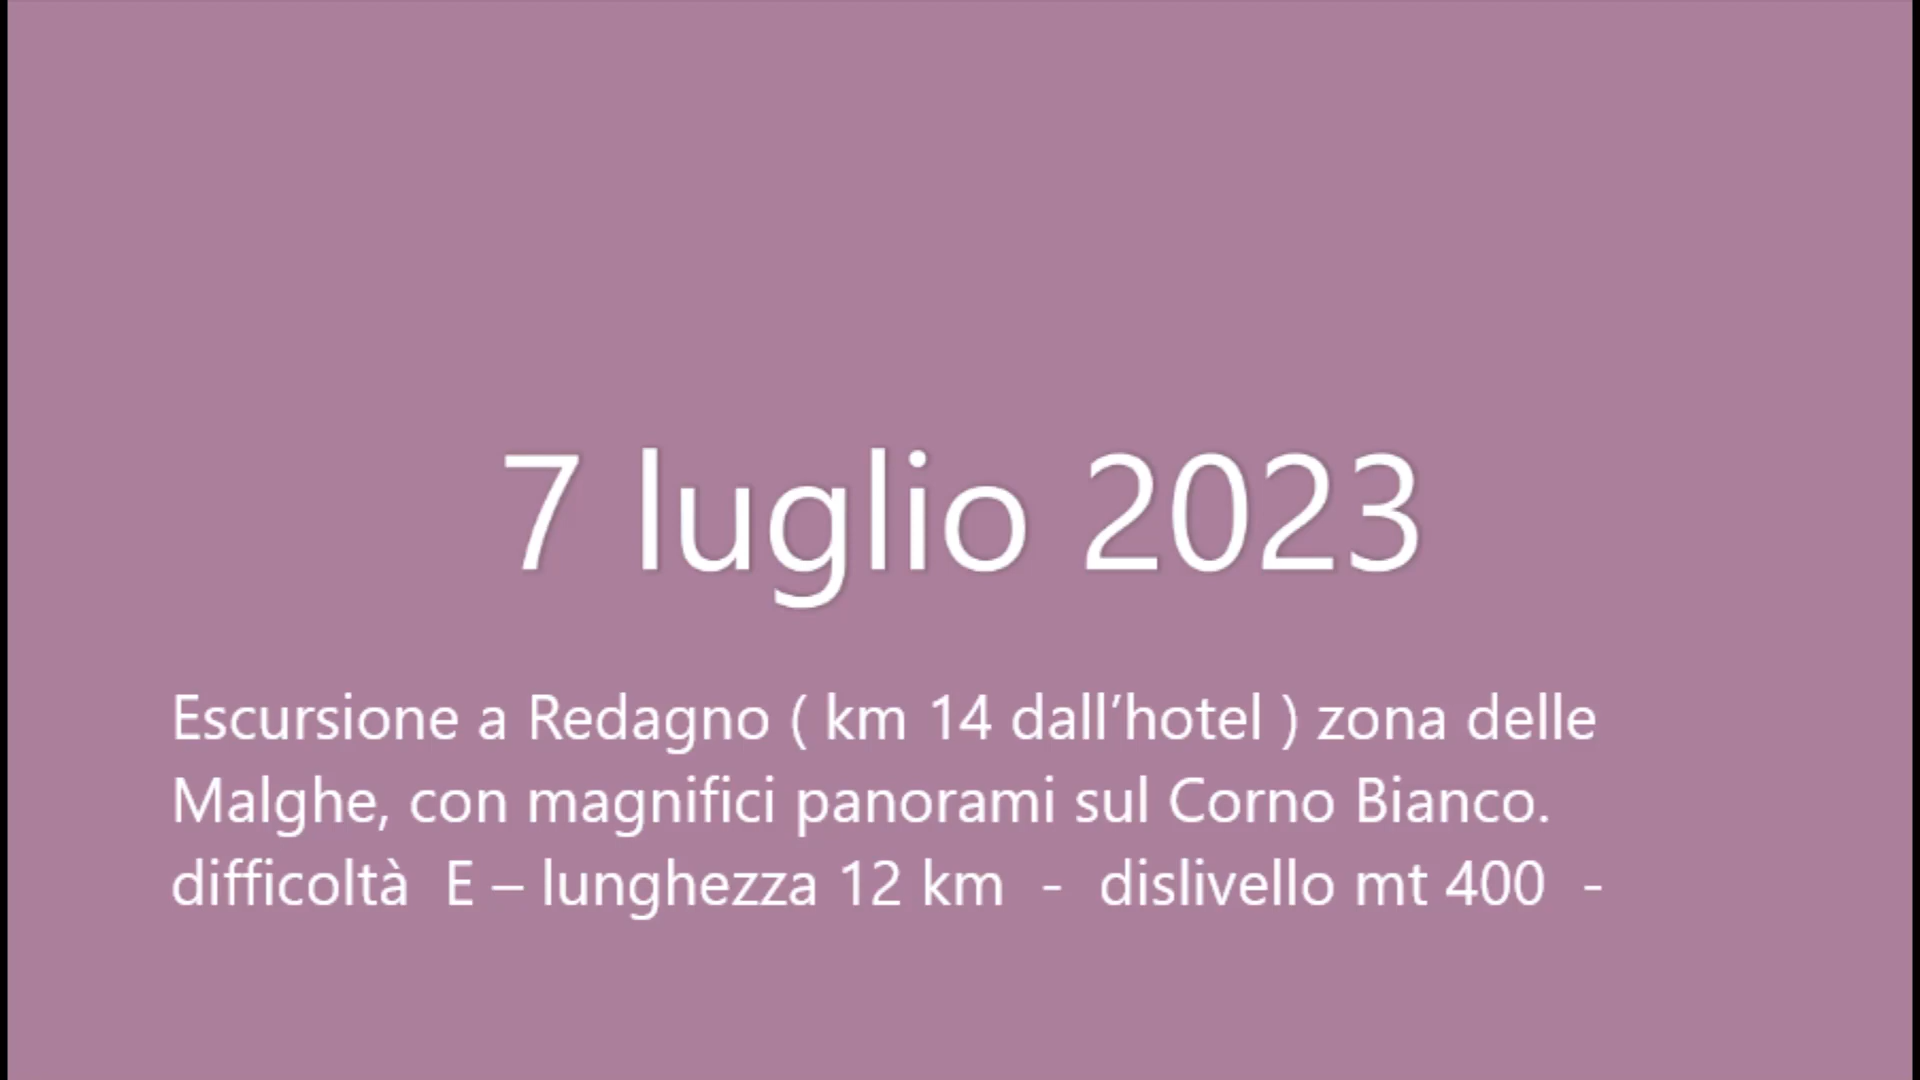 7 luglio 2023
Escursione a Redagno ( km 14 dall’hotel ) zona delle
Malghe, con magnifici panorami sul Corno Bianco.
difficoltà  E – lunghezza 12 km  -  dislivello mt 400  -